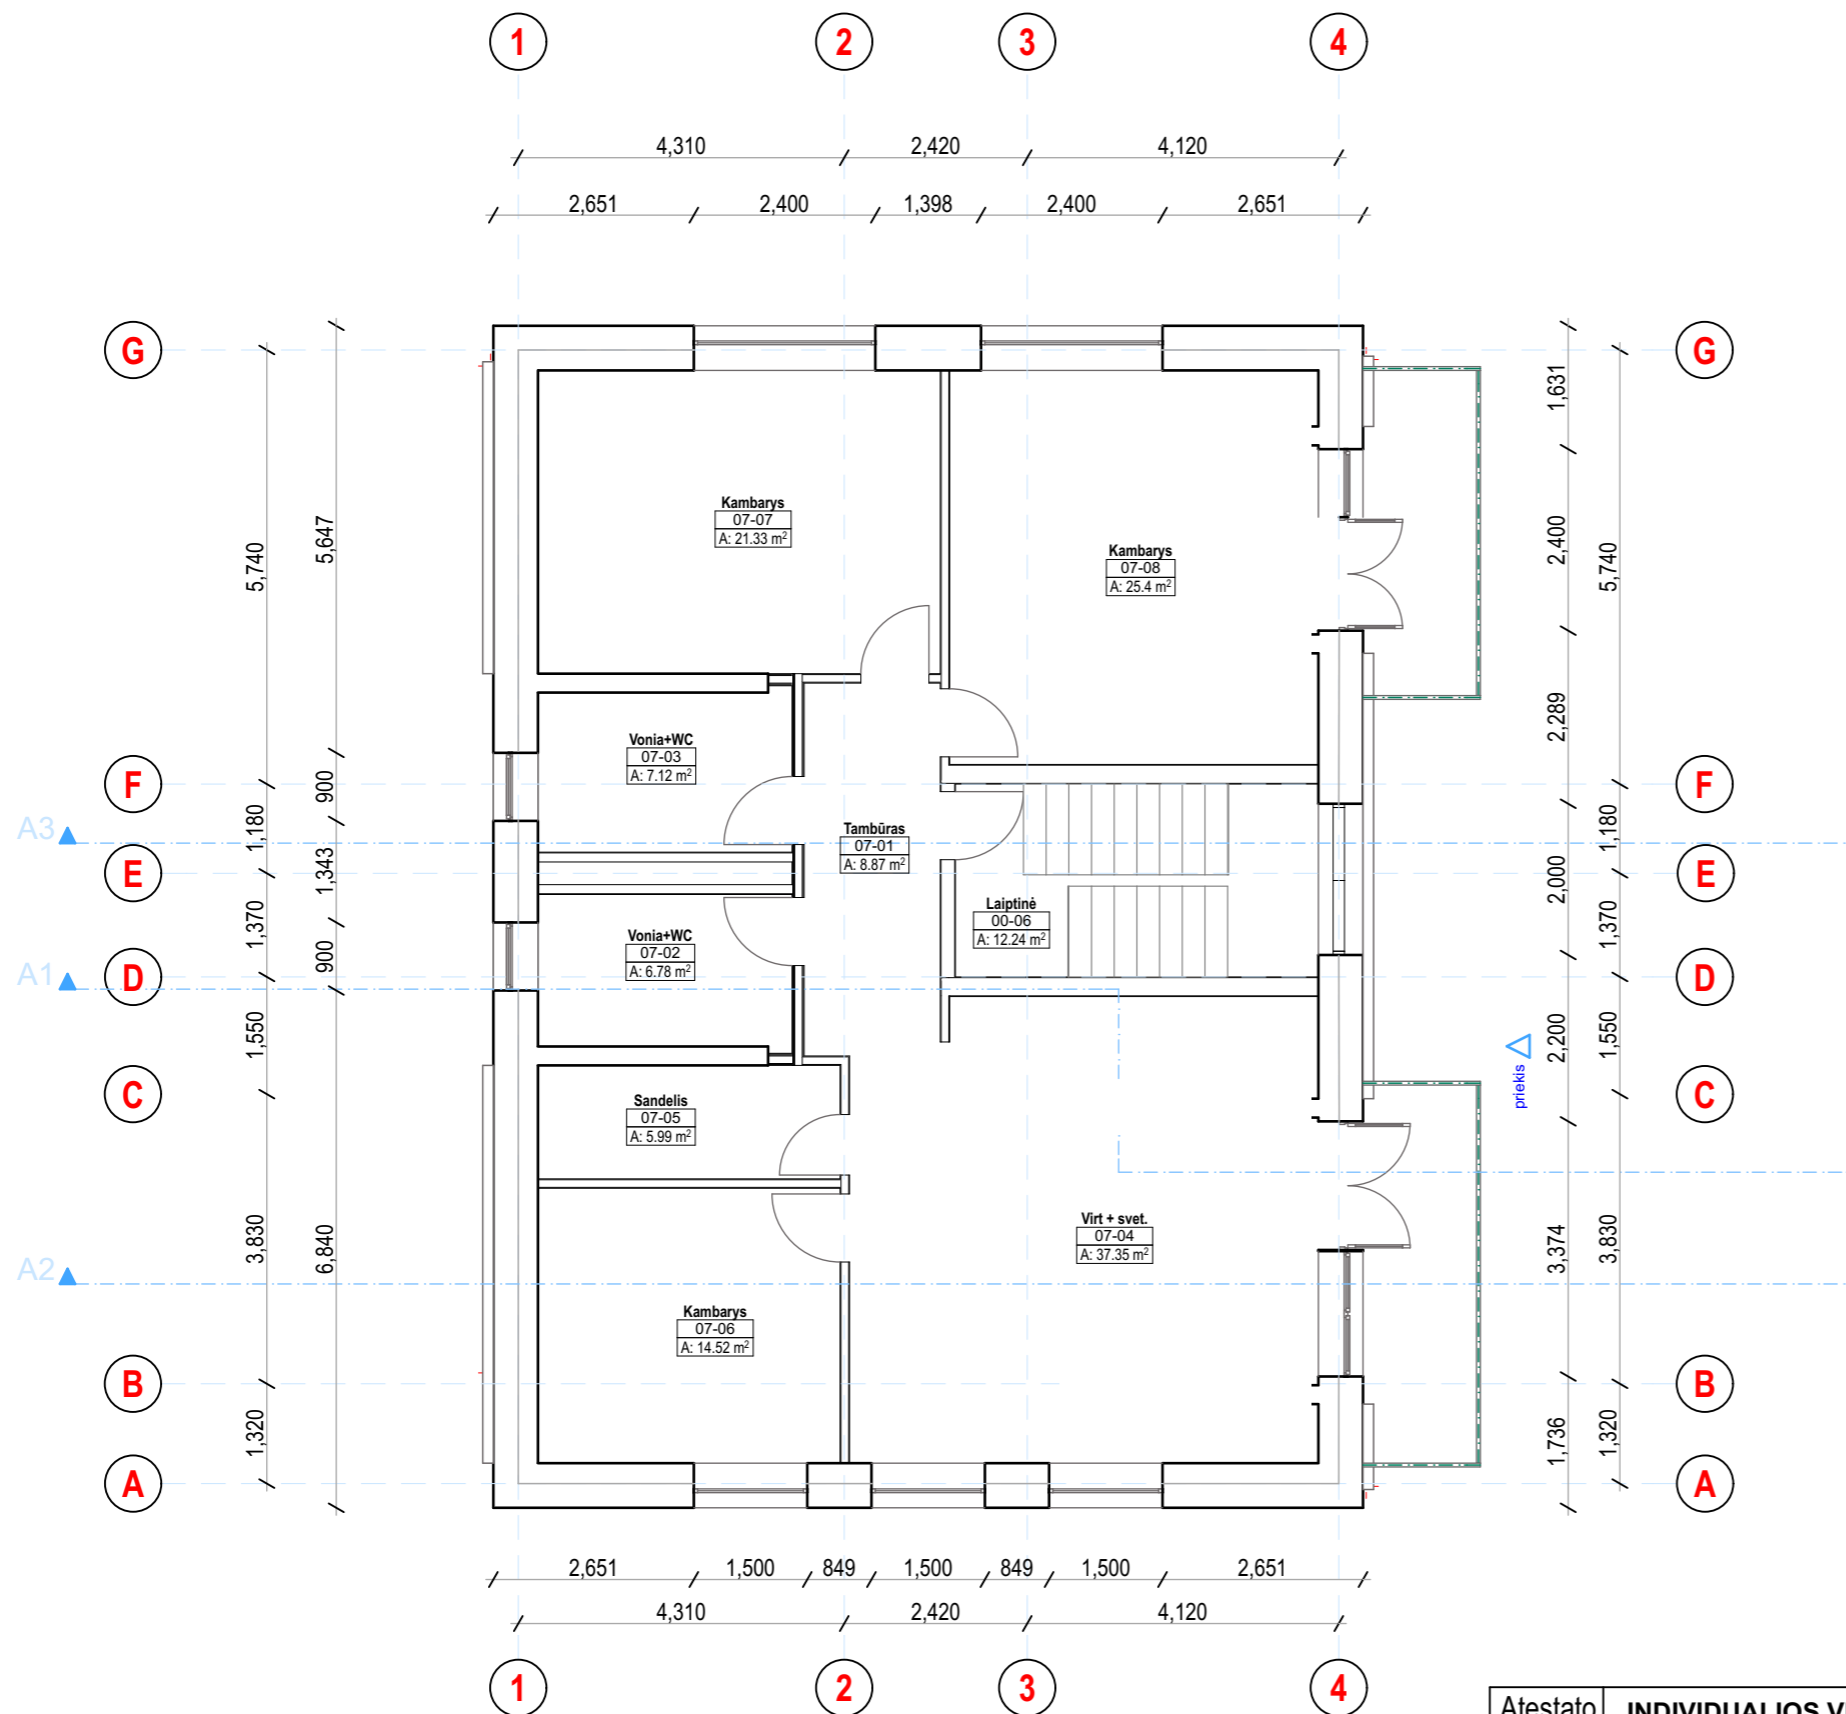 1 2 3 4
4,310 2,420 4,120
2,651 2,400 1,398 2,400 2,651
G G
1,631
5,740 5,647 2,400 5,740
Kambarys
07-07
A: 21.33 m²
Kambarys
07-08
A: 25.4 m²
2,289
Vonia+WC
07-03
A: 7.12 m²
F F
900
1,180 1,180
A3
Tambūras
07-01
A: 8.87 m²
E E
1,343 2,000
Laiptinė
00-06
A: 12.24 m²
1,370 1,370
Vonia+WC
07-02
A: 6.78 m²
900
A1
D D
1,550 2,200 1,550
priekis
C C
Sandelis
07-05
A: 5.99 m²
Virt + svet.
07-04
A: 37.35 m²
3,830 6,840 3,374 3,830
A2
Kambarys
07-06
A: 14.52 m²
B B
1,320 1,736 1,320
A A
2,651 1,500 849 1,500 849 1,500 2,651
4,310 2,420 4,120
1 2 3 4
Atestato